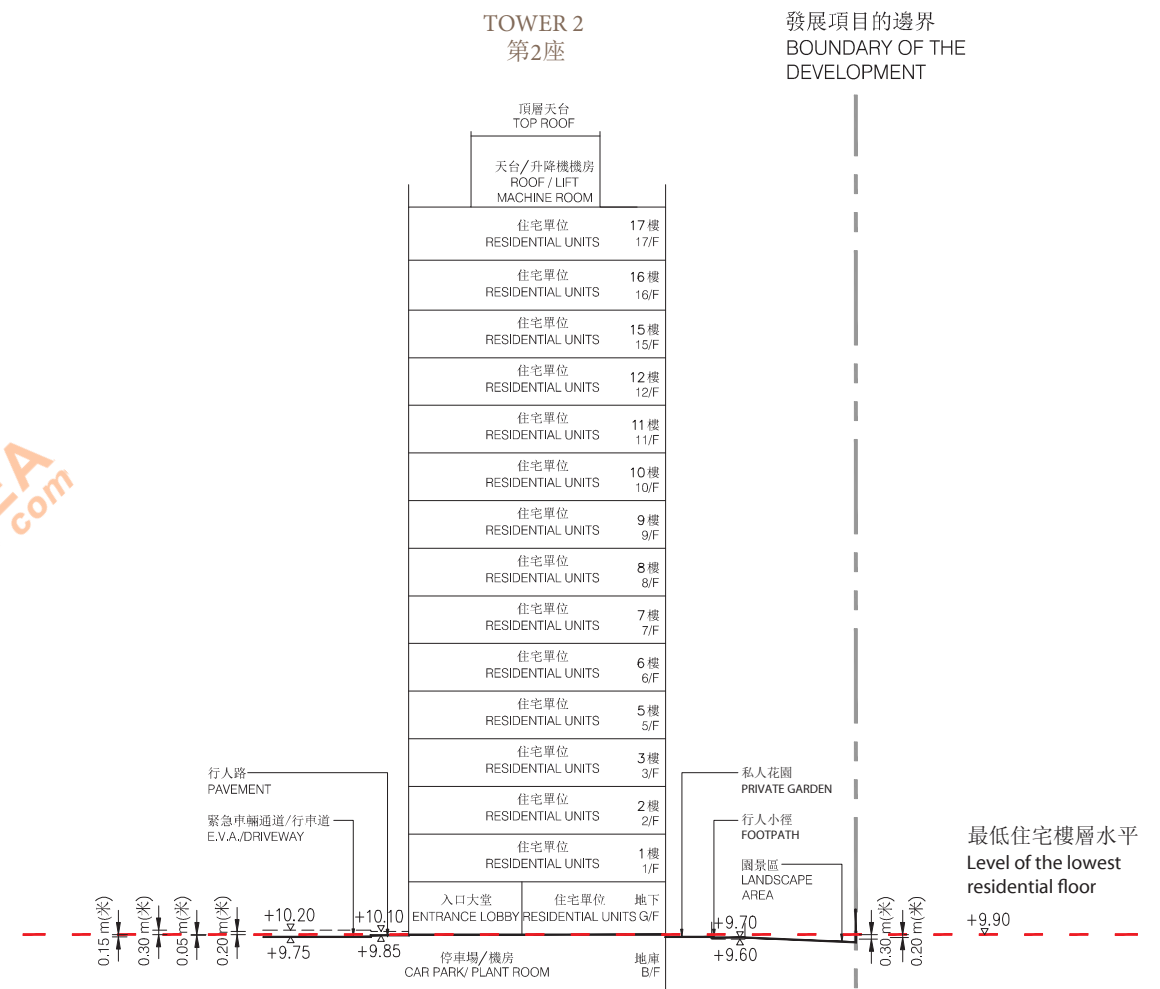 TOWER 2
第2座
發展項目的邊界
BOUNDARY OF THE
DEVELOPMENT
頂層天台
TOP ROOF
天台/升降機機房
ROOF / LIFT
MACHINE ROOM
住宅單位 17樓
RESIDENTIAL UNITS 17/F
住宅單位 16樓
RESIDENTIAL UNITS 16/F
住宅單位 15樓
RESIDENTIAL UNITS 15/F
住宅單位 12樓
RESIDENTIAL UNITS 12/F
住宅單位 11樓
RESIDENTIAL UNITS 11/F
住宅單位 10樓
RESIDENTIAL UNITS 10/F
住宅單位 9樓
RESIDENTIAL UNITS 9/F
住宅單位 8樓
RESIDENTIAL UNITS 8/F
住宅單位 7樓
RESIDENTIAL UNITS 7/F
住宅單位 6樓
RESIDENTIAL UNITS 6/F
住宅單位 5樓
RESIDENTIAL UNITS 5/F
住宅單位 3樓
RESIDENTIAL UNITS 3/F
住宅單位 2樓
RESIDENTIAL UNITS 2/F
住宅單位 1樓
RESIDENTIAL UNITS 1/F
入口大堂 住宅單位 地下
ENTRANCE LOBBY RESIDENTIAL UNITS G/F
停車場/機房 地庫
CAR PARK/ PLANT ROOM B/F
行人路
PAVEMENT
緊急車輛通道/行車道
E.V.A./DRIVEWAY
私人花園
PRIVATE GARDEN
行人小徑
FOOTPATH
園景區
LANDSCAPE
AREA
最低住宅樓層水平
Level of the lowest
residential floor
+9.90
0.15 m(米)
0.30 m(米)
0.05 m(米)
0.20 m(米)
+10.20
+9.75
+10.10
+9.85
+9.70
+9.60
0.30 m(米)
0.20 m(米)
com